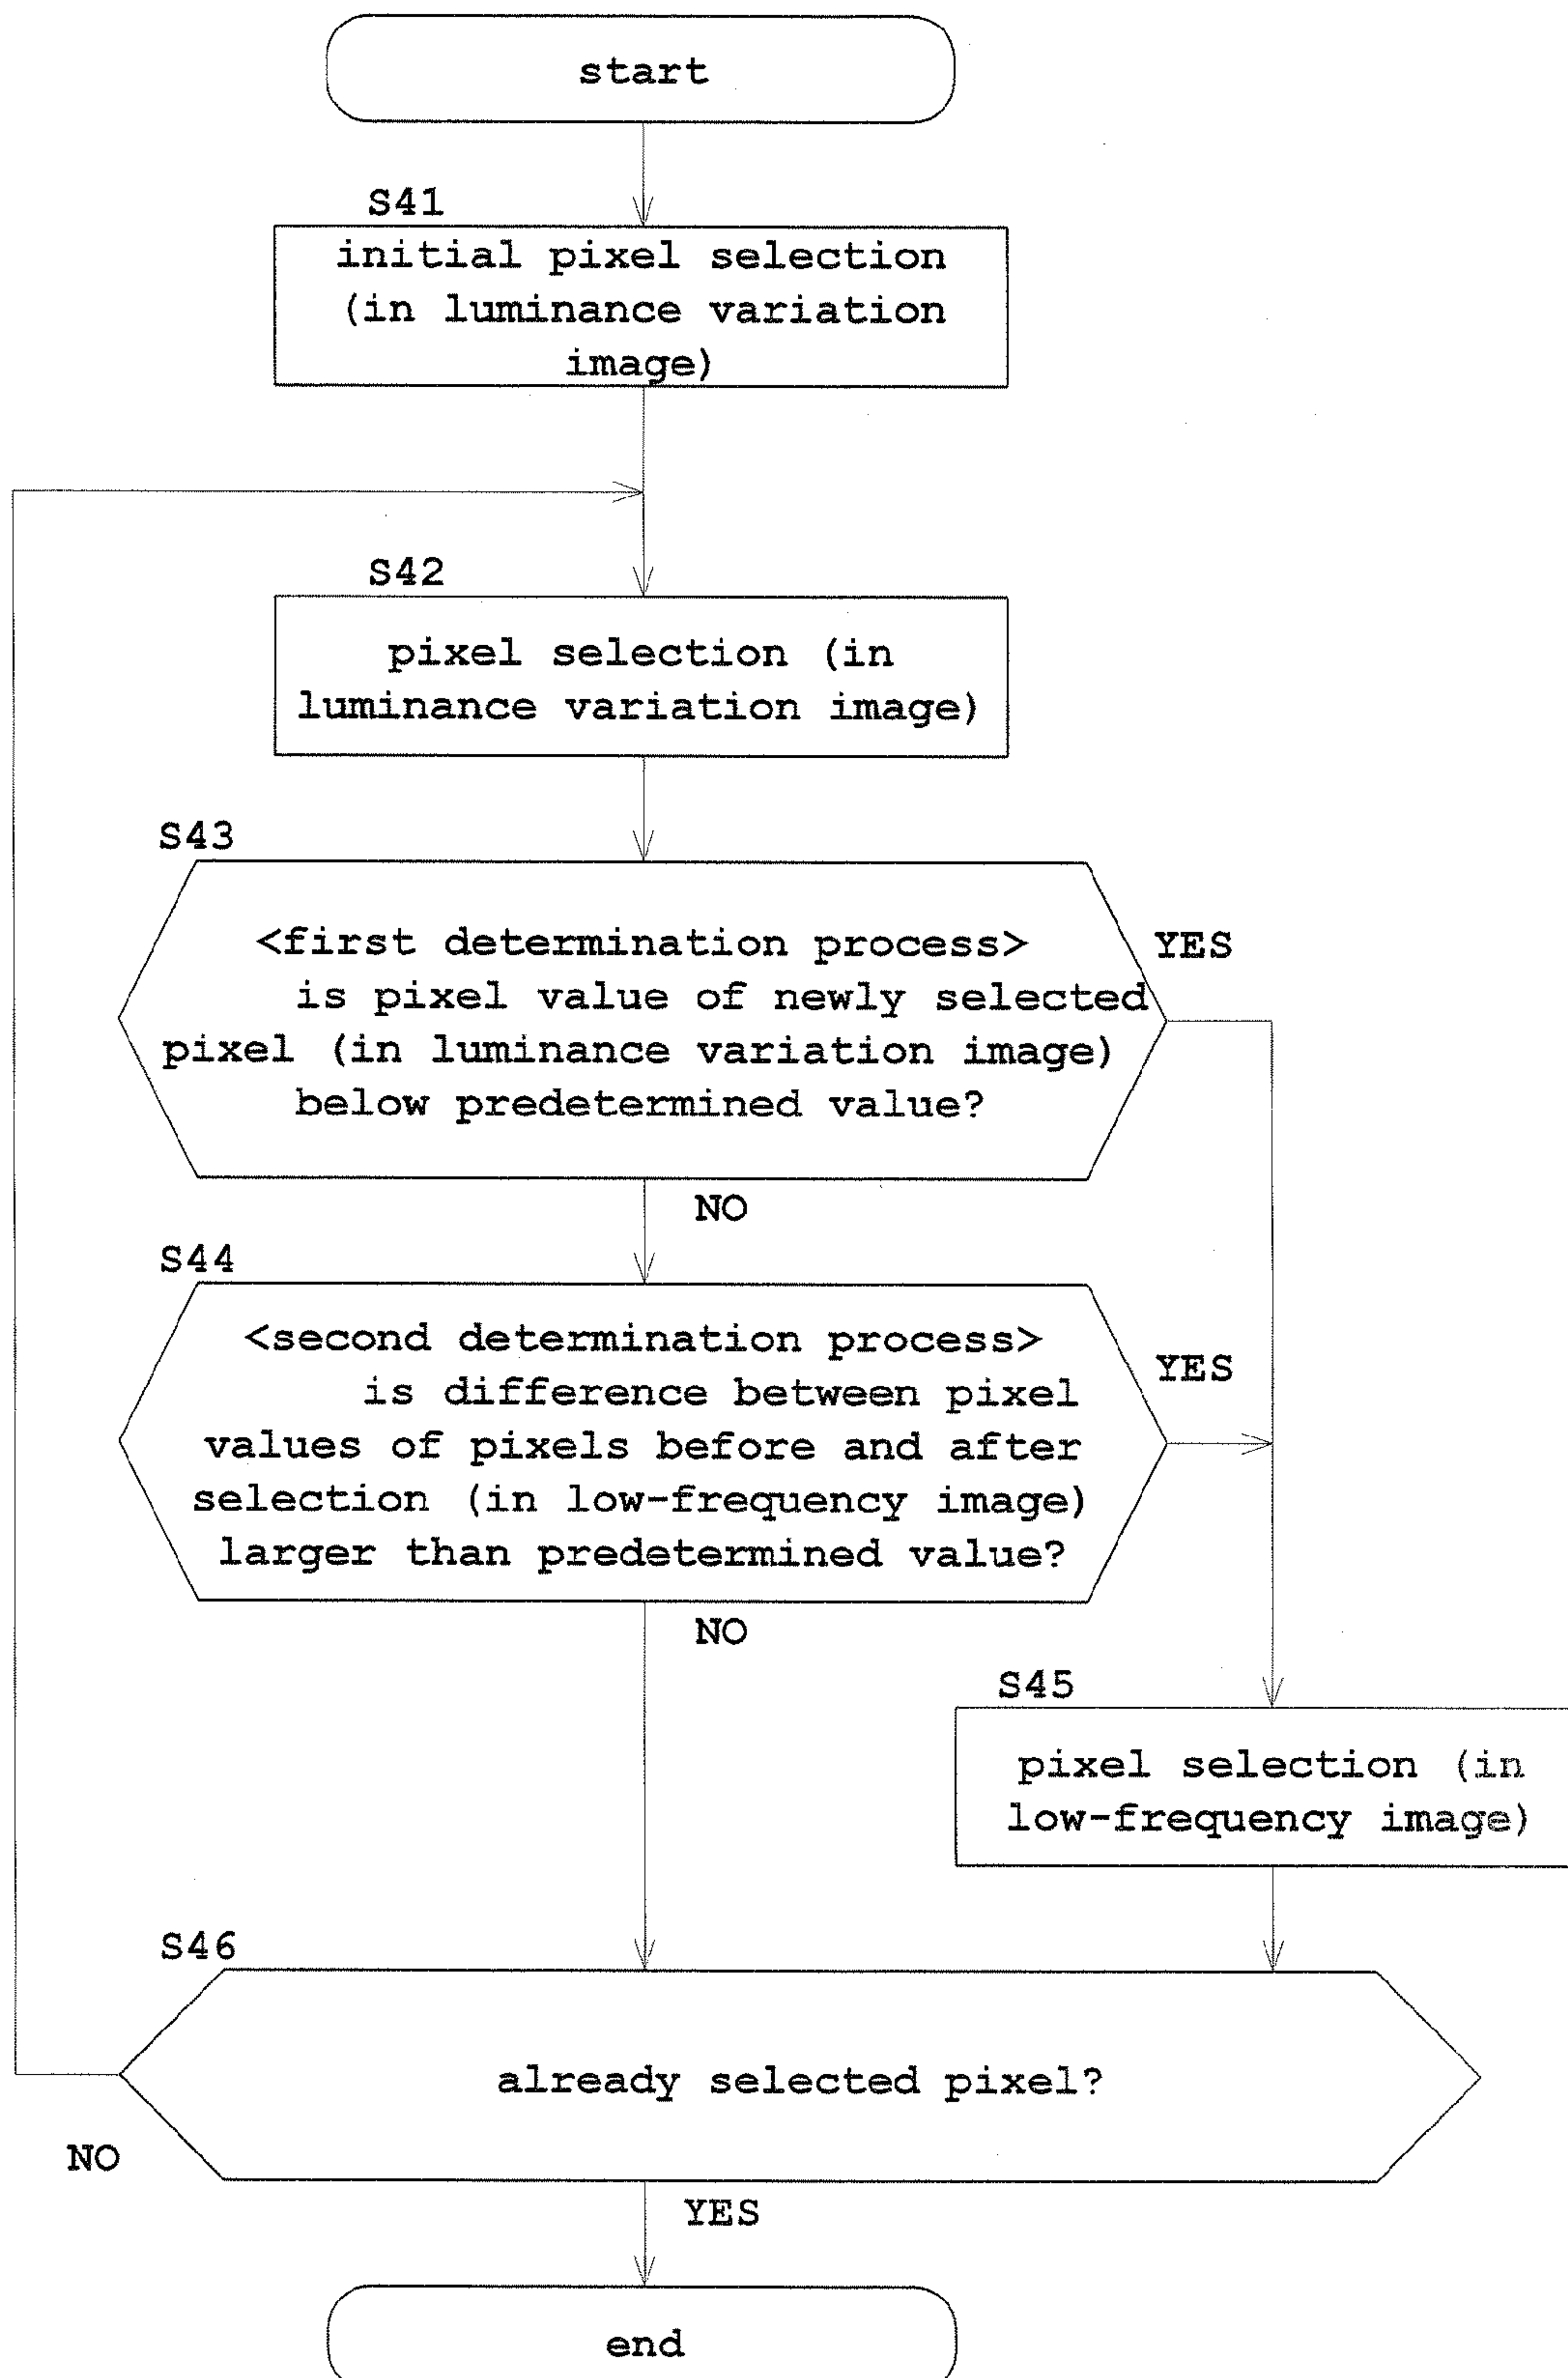 start
S41
initial pixel selection
(in luminance variation
image)
S42
pixel selection (in
luminance variation image)
S43
<first determination process>
is pixel value of newly selected
pixel (in luminance variation image)
below predetermined value?
YES
NO
S44
<second determination process>
is difference between pixel
values of pixels before and after
selection (in low-frequency image)
larger than predetermined value?
YES
NO
S45
pixel selection (in
low-frequency image)
S46
already selected pixel?
NO
YES
end